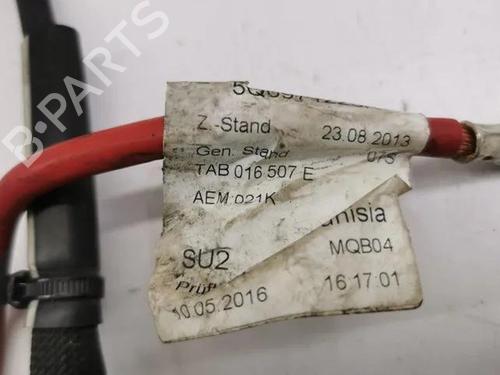 B-PARTS
Z. Stand 23.08.2013
Gen. Stand 075
TAB 016 507 E
AEM 021K
SU2 MQB04
16:17:01
10.05.2016